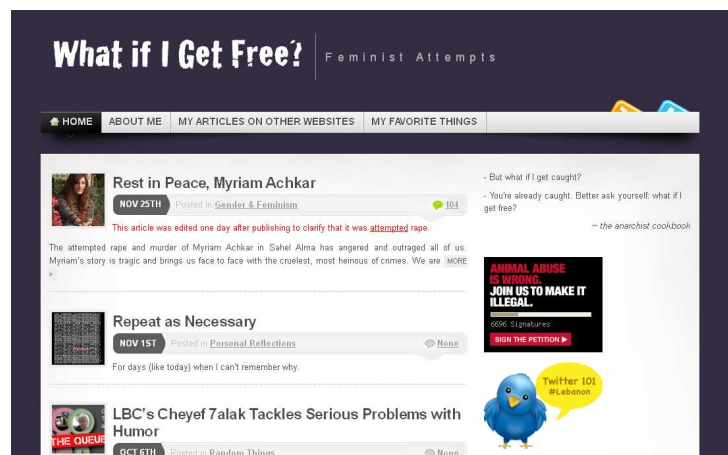 What if I Get Free?
Feminist Attempts
HOME
ABOUT ME
MY ARTICLES ON OTHER WEBSITES
MY FAVORITE THINGS
Rest in Peace, Myriam Achkar
NOV 25TH
Posted in Gender & Feminism
104
This article was edited one day after publishing to clarify that it was attempted rape.
The attempted rape and murder of Myriam Achkar in Sahel Alma has angered and outraged all of us.
Myriam's story is tragic and brings us face to face with the cruelest, most heinous of crimes. We are MORE
»
Repeat as Necessary
NOV 1ST
Posted in Personal Reflections
None
For days (like today) when I can't remember why.
THE QUEUE
LBC's Cheyef 7alak Tackles Serious Problems with
Humor
OCT 6TH
Posted in Random Things
None
- But what if I get caught?
- You're already caught. Better ask yourself: what if I
get free?
~ the anarchist cookbook
ANIMAL ABUSE
IS WRONG.
JOIN US TO MAKE IT
ILLEGAL.
6696 Signatures
SIGN THE PETITION
Twitter 101
#Lebanon